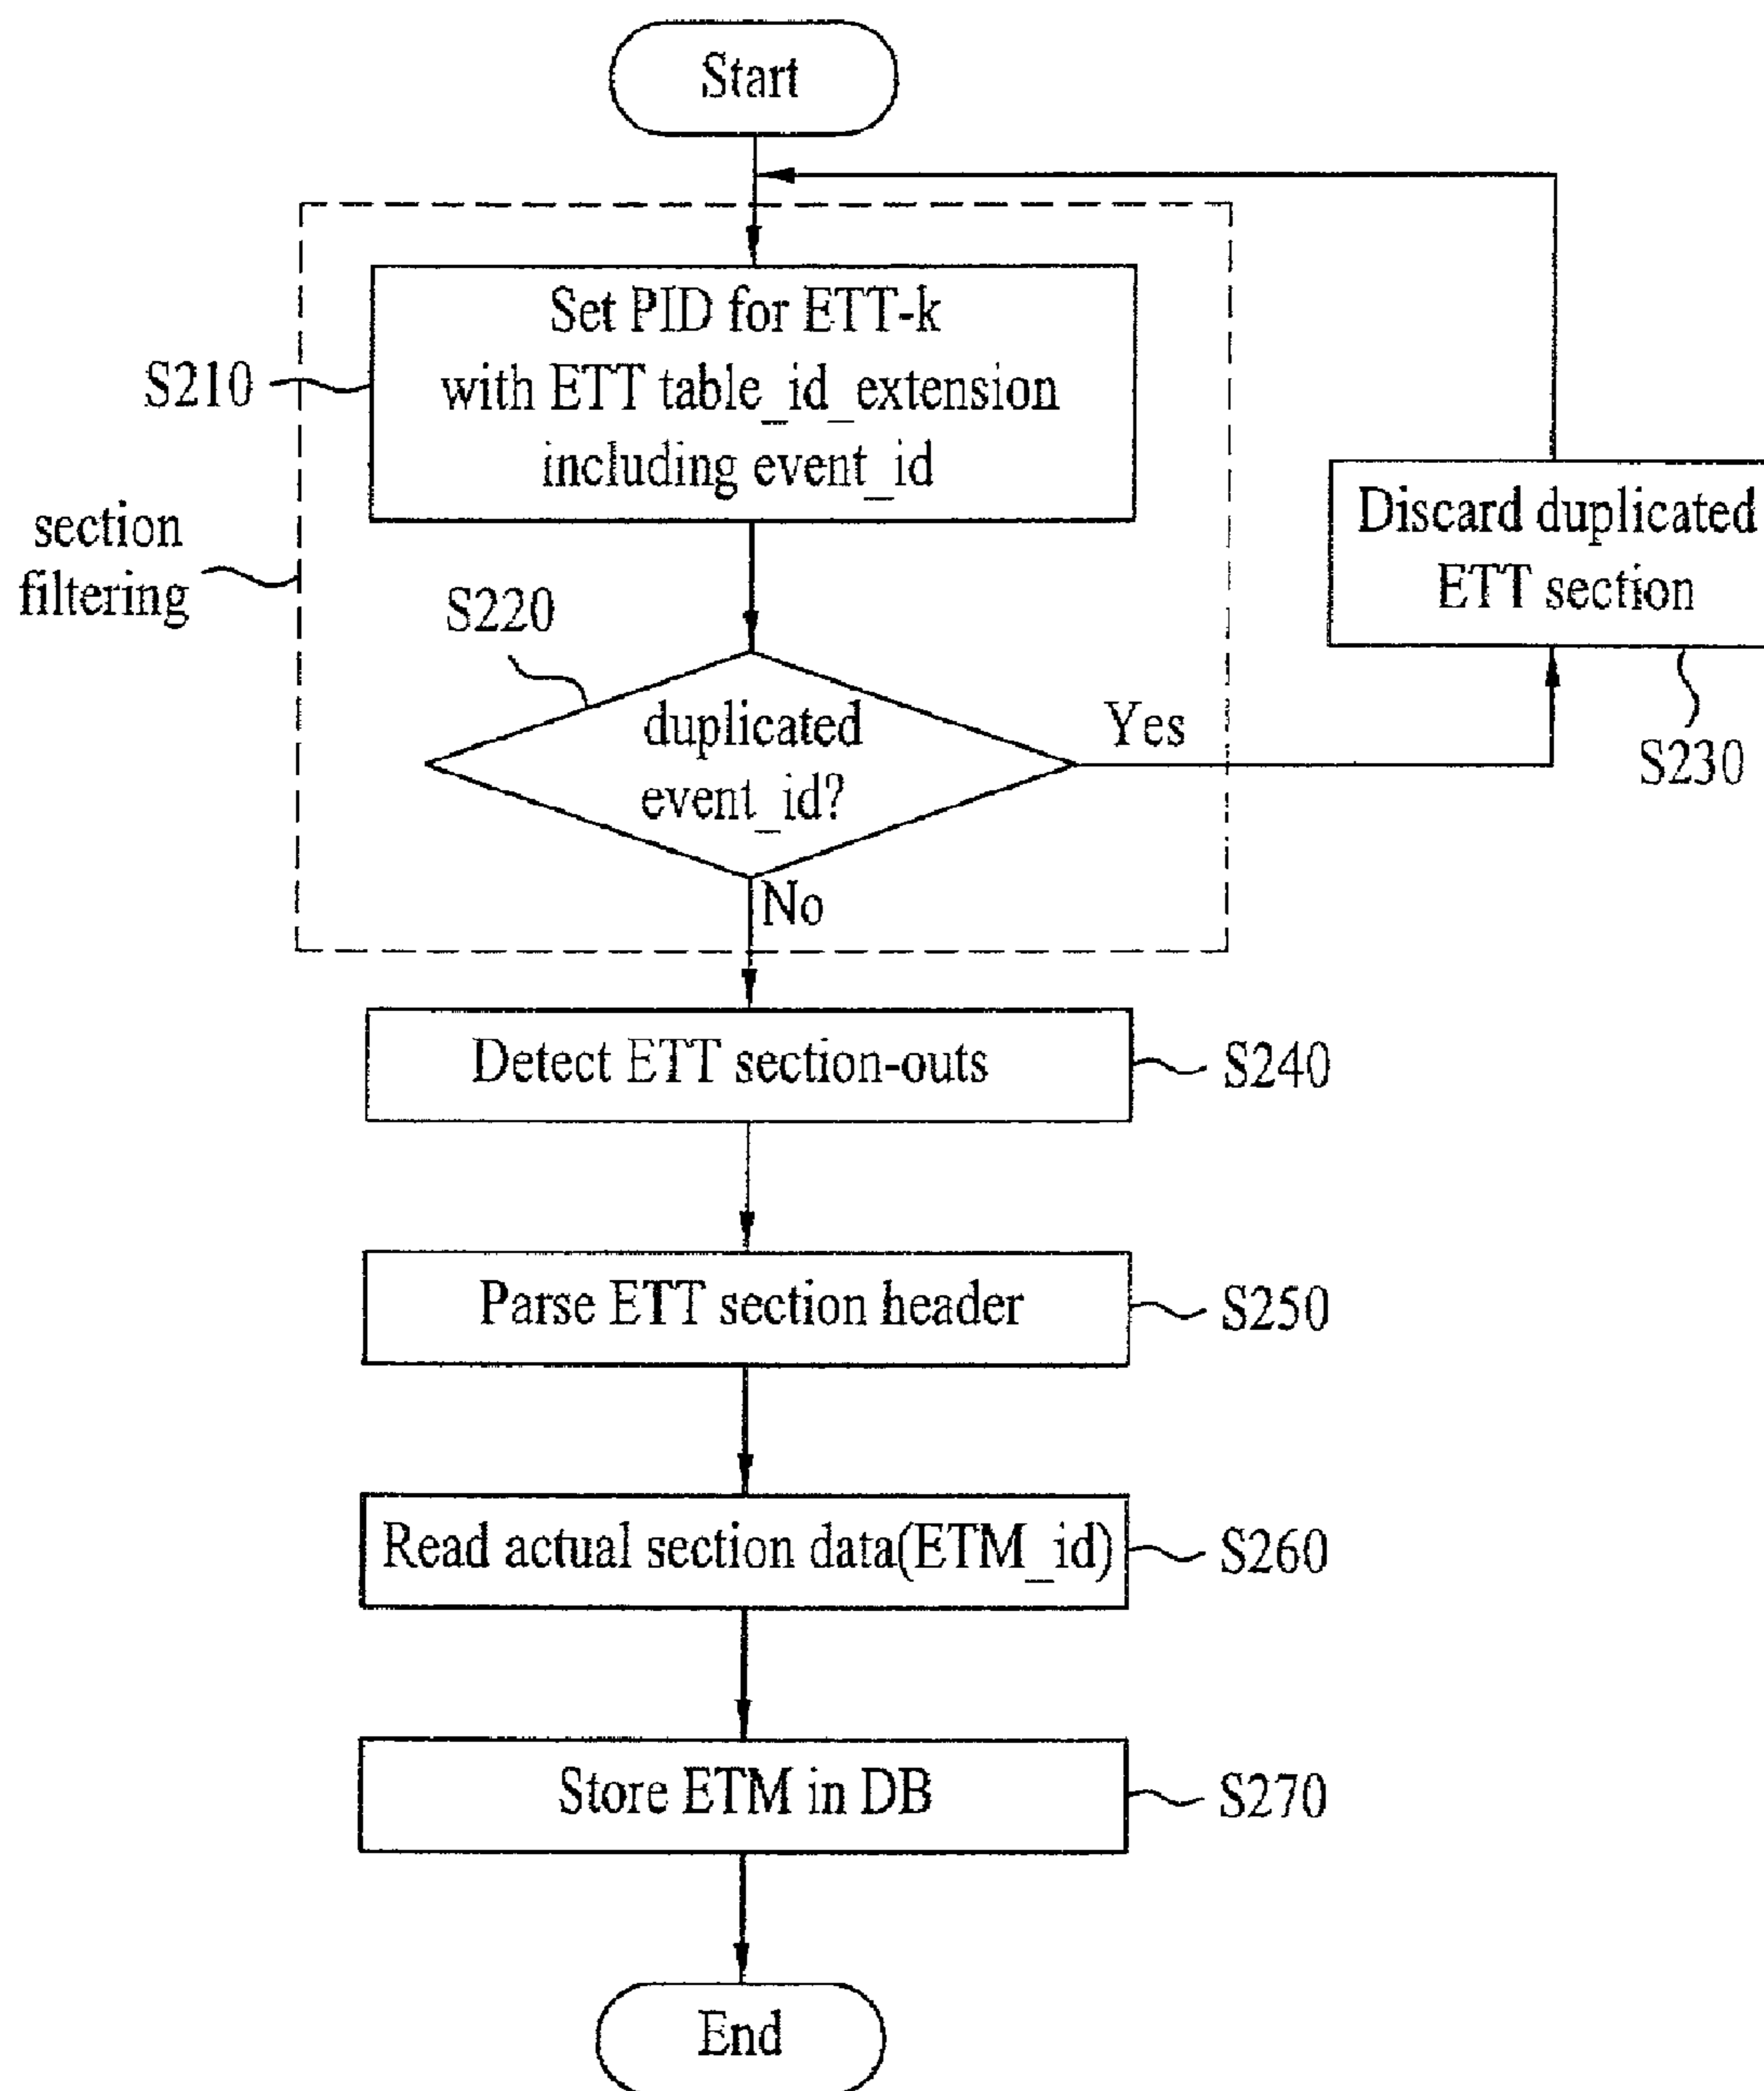 Start
Set PID for ETT-k
with ETT table_id_extension
including event_id
S210
section
filtering
Discard duplicated
ETT section
S230
S220
duplicated
event_id?
Yes
No
Detect ETT section-outs
S240
Parse ETT section header
S250
Read actual section data(ETM_id)
S260
Store ETM in DB
S270
End